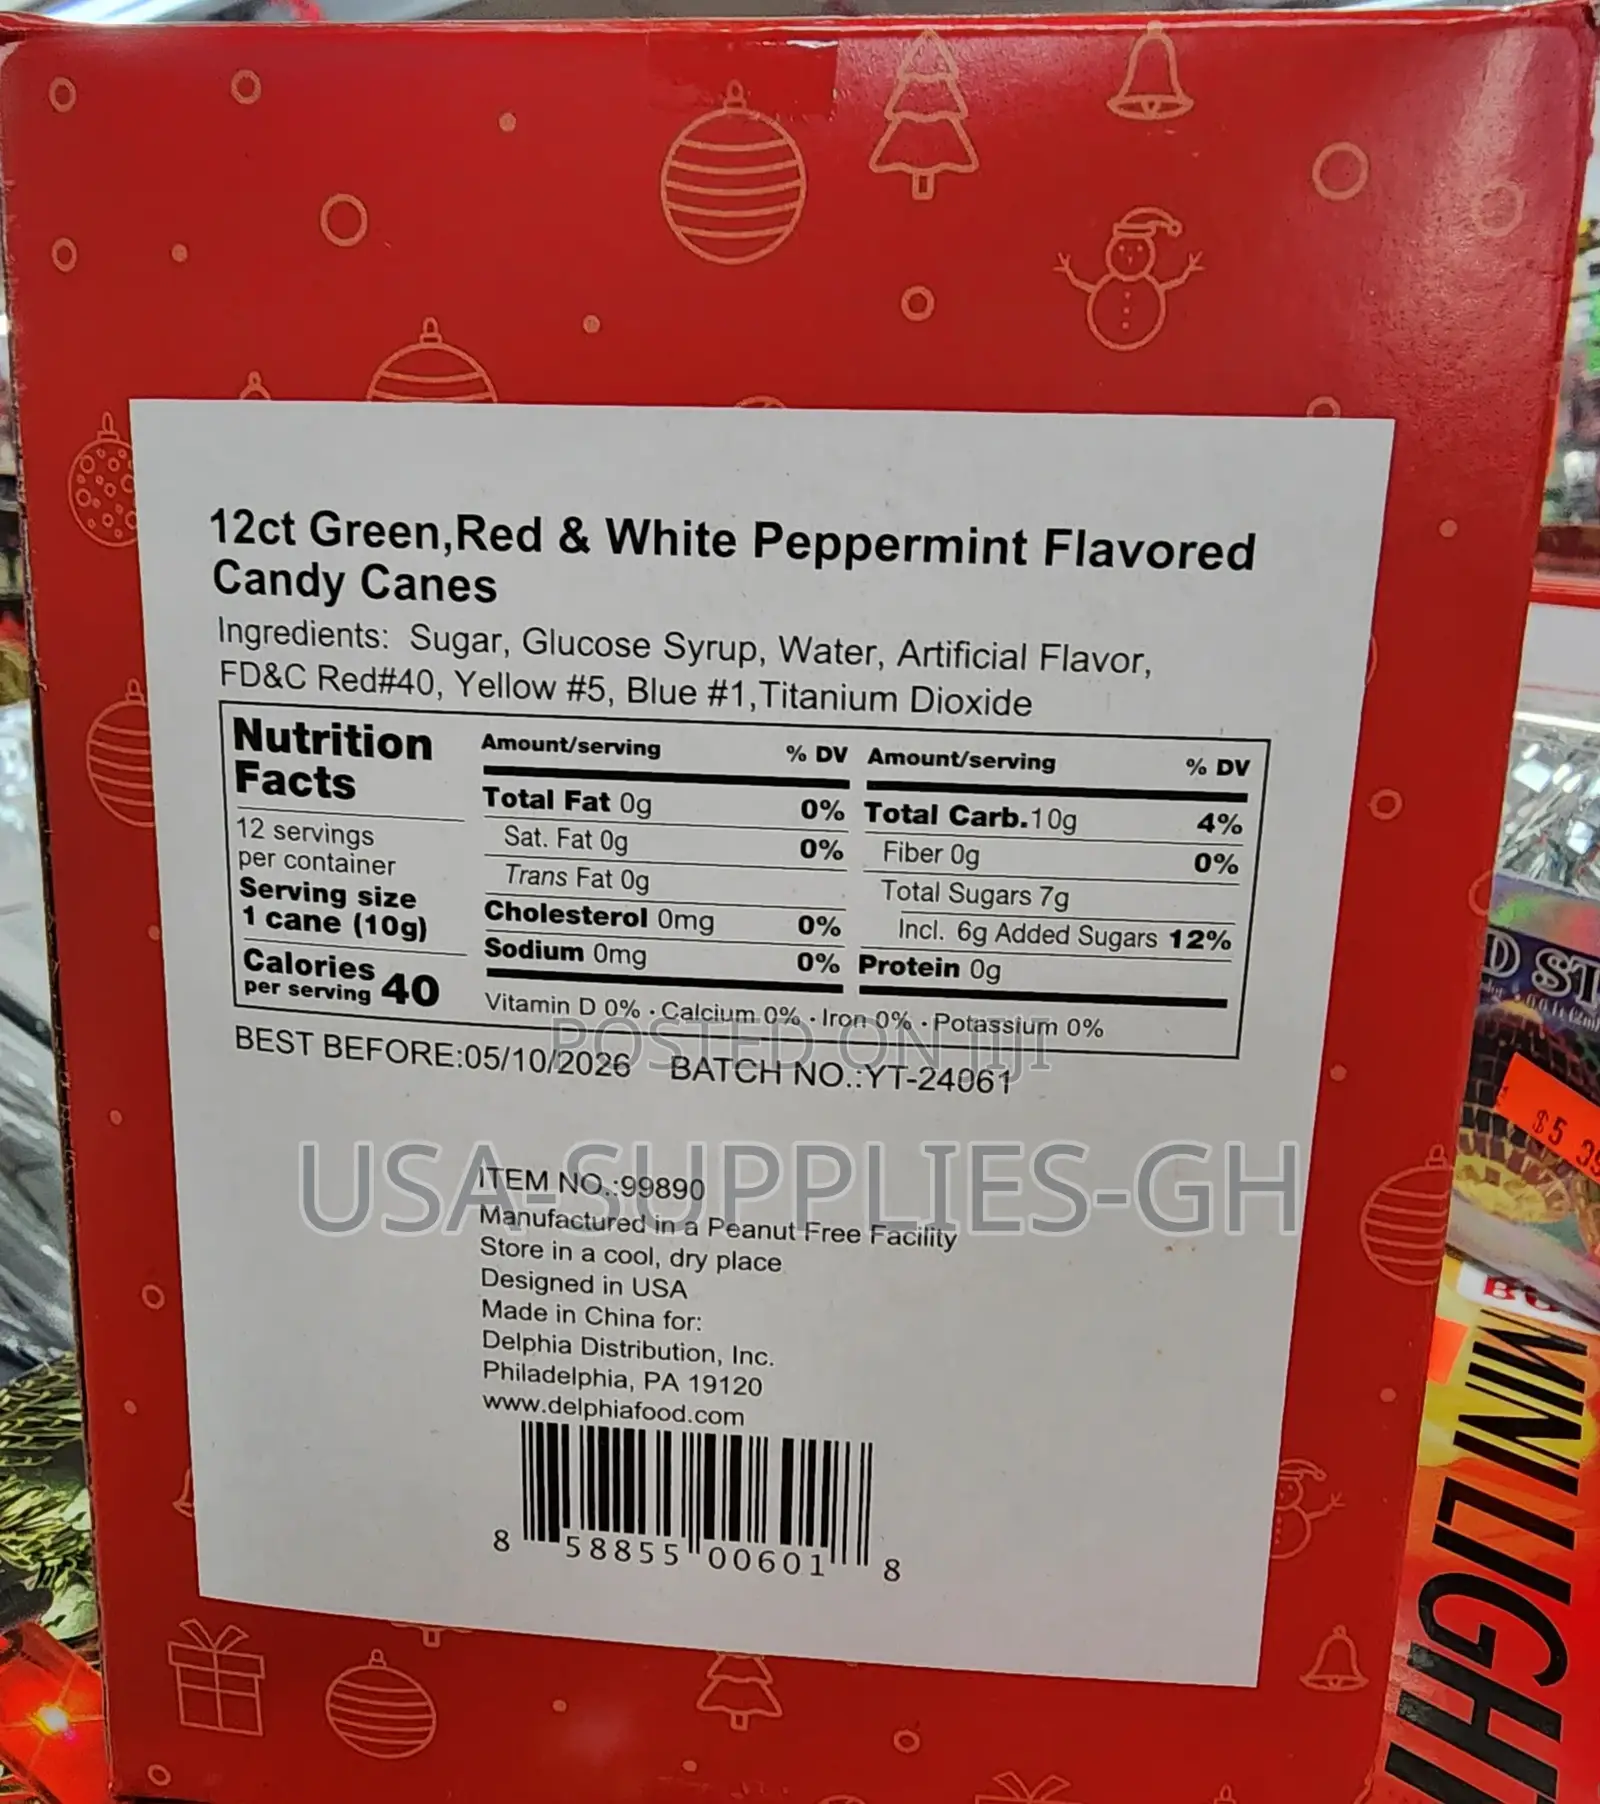 12ct Green,Red & White Peppermint Flavored
Candy Canes
Ingredients: Sugar, Glucose Syrup, Water, Artificial Flavor,
FD&C Red#40, Yellow #5, Blue #1,Titanium Dioxide
Nutrition
Facts
12 servings
per container
Serving size
1 cane (10g)
Calories
per serving 40
Amount/serving % DV
Total Fat 0g 0%
Sat. Fat 0g 0%
Trans Fat 0g
Cholesterol 0mg 0%
Sodium 0mg 0%
Amount/serving % DV
Total Carb.10g 4%
Fiber 0g 0%
Total Sugars 7g
Incl. 6g Added Sugars 12%
Protein 0g
Vitamin D 0% · Calcium 0% · Iron 0% · Potassium 0%
BEST BEFORE:05/10/2026 BATCH NO.:YT-24061
POSTED ON JIJI
USA-SUPPLIES-GH
ITEM NO.:99890
Manufactured in a Peanut Free Facility
Store in a cool, dry place
Designed in USA
Made in China for:
Delphia Distribution, Inc.
Philadelphia, PA 19120
www.delphiafood.com
8 58855 00601 8
D ST
$5 99
MINI LIGHT